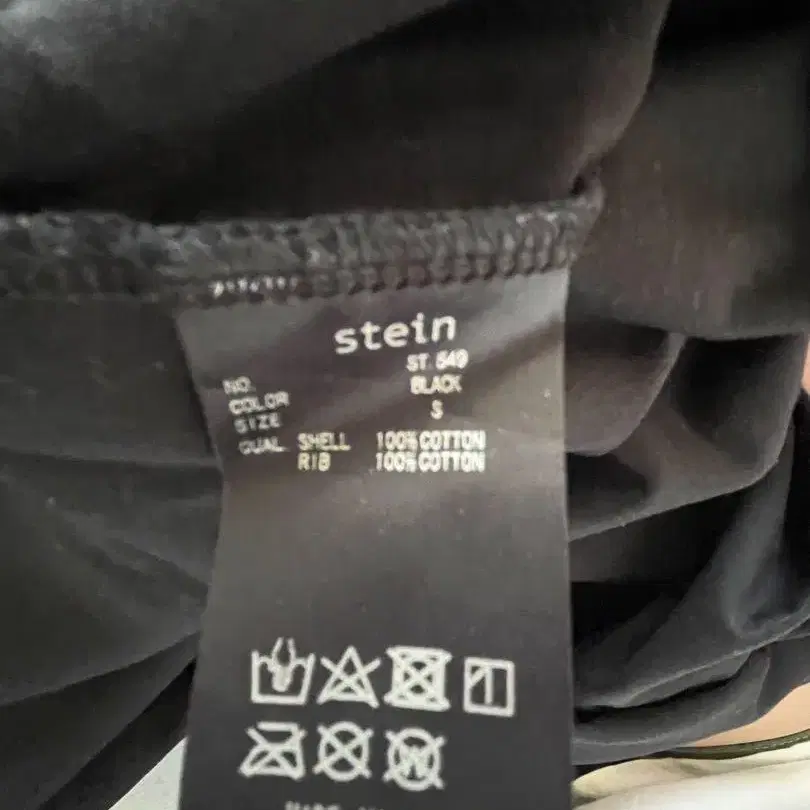 stein
NO. ST.549
COLOR BLACK
SIZE S
QUAL SHELL 100%COTTON
RIB 100%COTTON
W